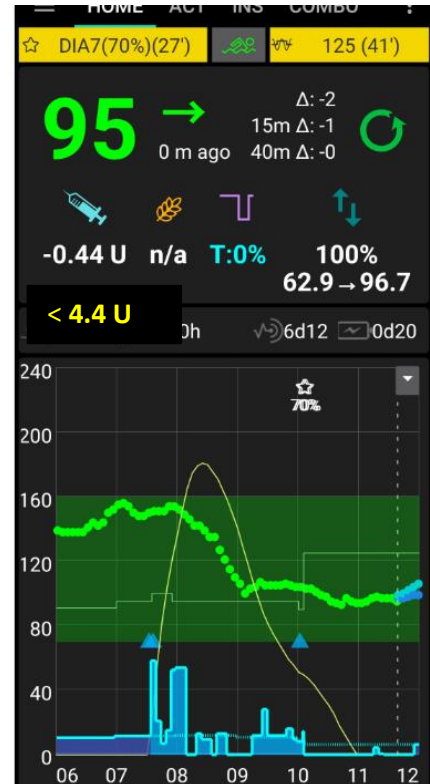 HOME ACT INS COMBO
DIA7(70%)(27') 125 (41')
95
Δ: -2
15m Δ: -1
0 m ago 40m Δ: -0
-0.44 U n/a T:0% 100%
62.9→96.7
< 4.4 U
0h 6d12 0d20
240
70%
200
160
120
80
40
0
06 07 08 09 10 11 12